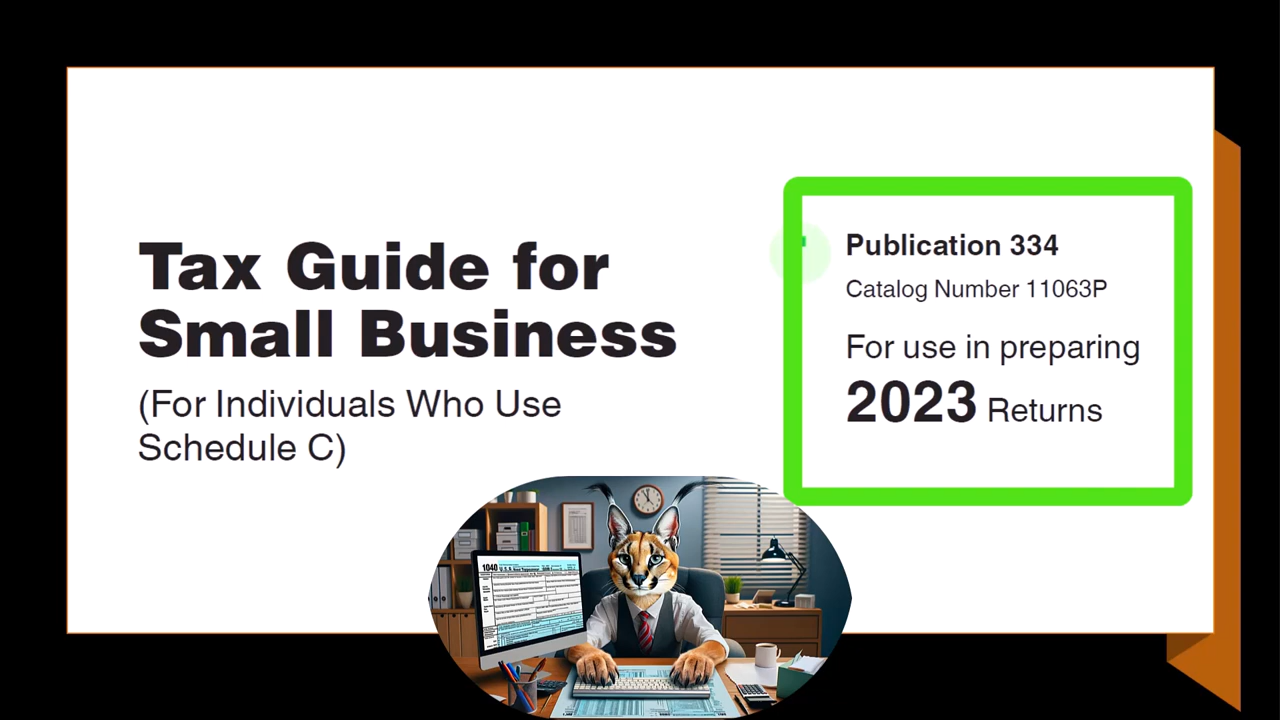 Tax Guide for
Small Business
(For Individuals Who Use
Schedule C)
Publication 334
Catalog Number 11063P
For use in preparing
2023 Returns
1040